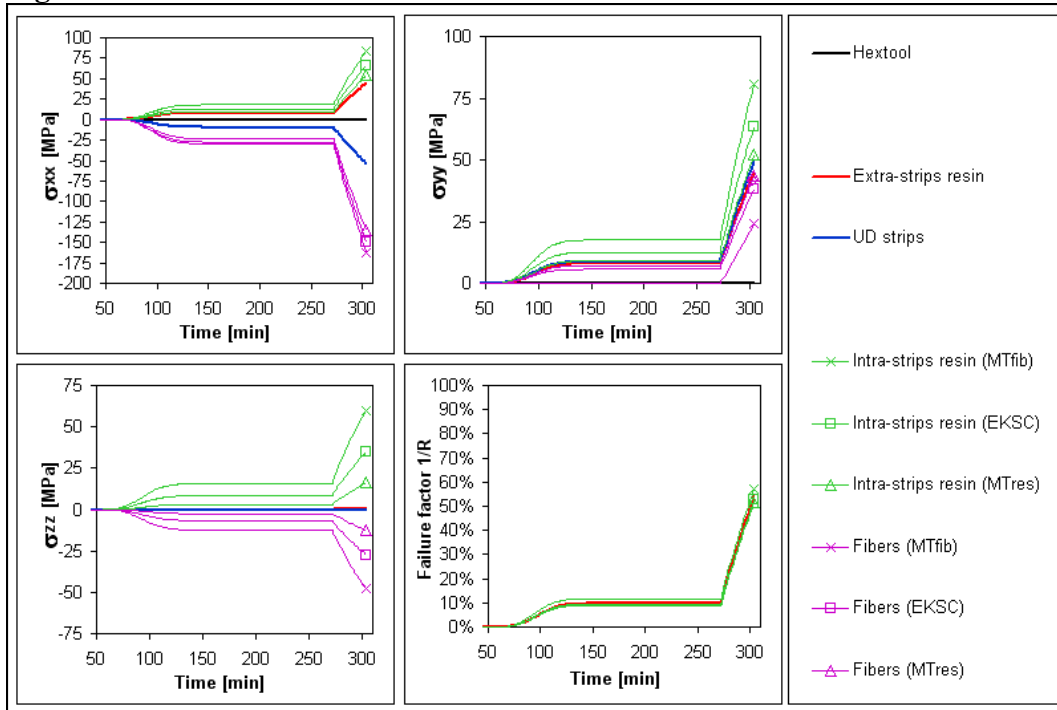 100
75
50
25
0
-25
-50
-75
-100
-125
-150
-175
-200
σxx [MPa]
50 100 150 200 250 300
Time [min]
100
75
50
25
0
σyy [MPa]
50 100 150 200 250 300
Time [min]
75
50
25
0
-25
-50
-75
σzz [MPa]
50 100 150 200 250 300
Time [min]
100%
90%
80%
70%
60%
50%
40%
30%
20%
10%
0%
Failure factor 1/R
50 100 150 200 250 300
Time [min]
Hextool
Extra-strips resin
UD strips
Intra-strips resin (MTfib)
Intra-strips resin (EKSC)
Intra-strips resin (MTres)
Fibers (MTfib)
Fibers (EKSC)
Fibers (MTres)